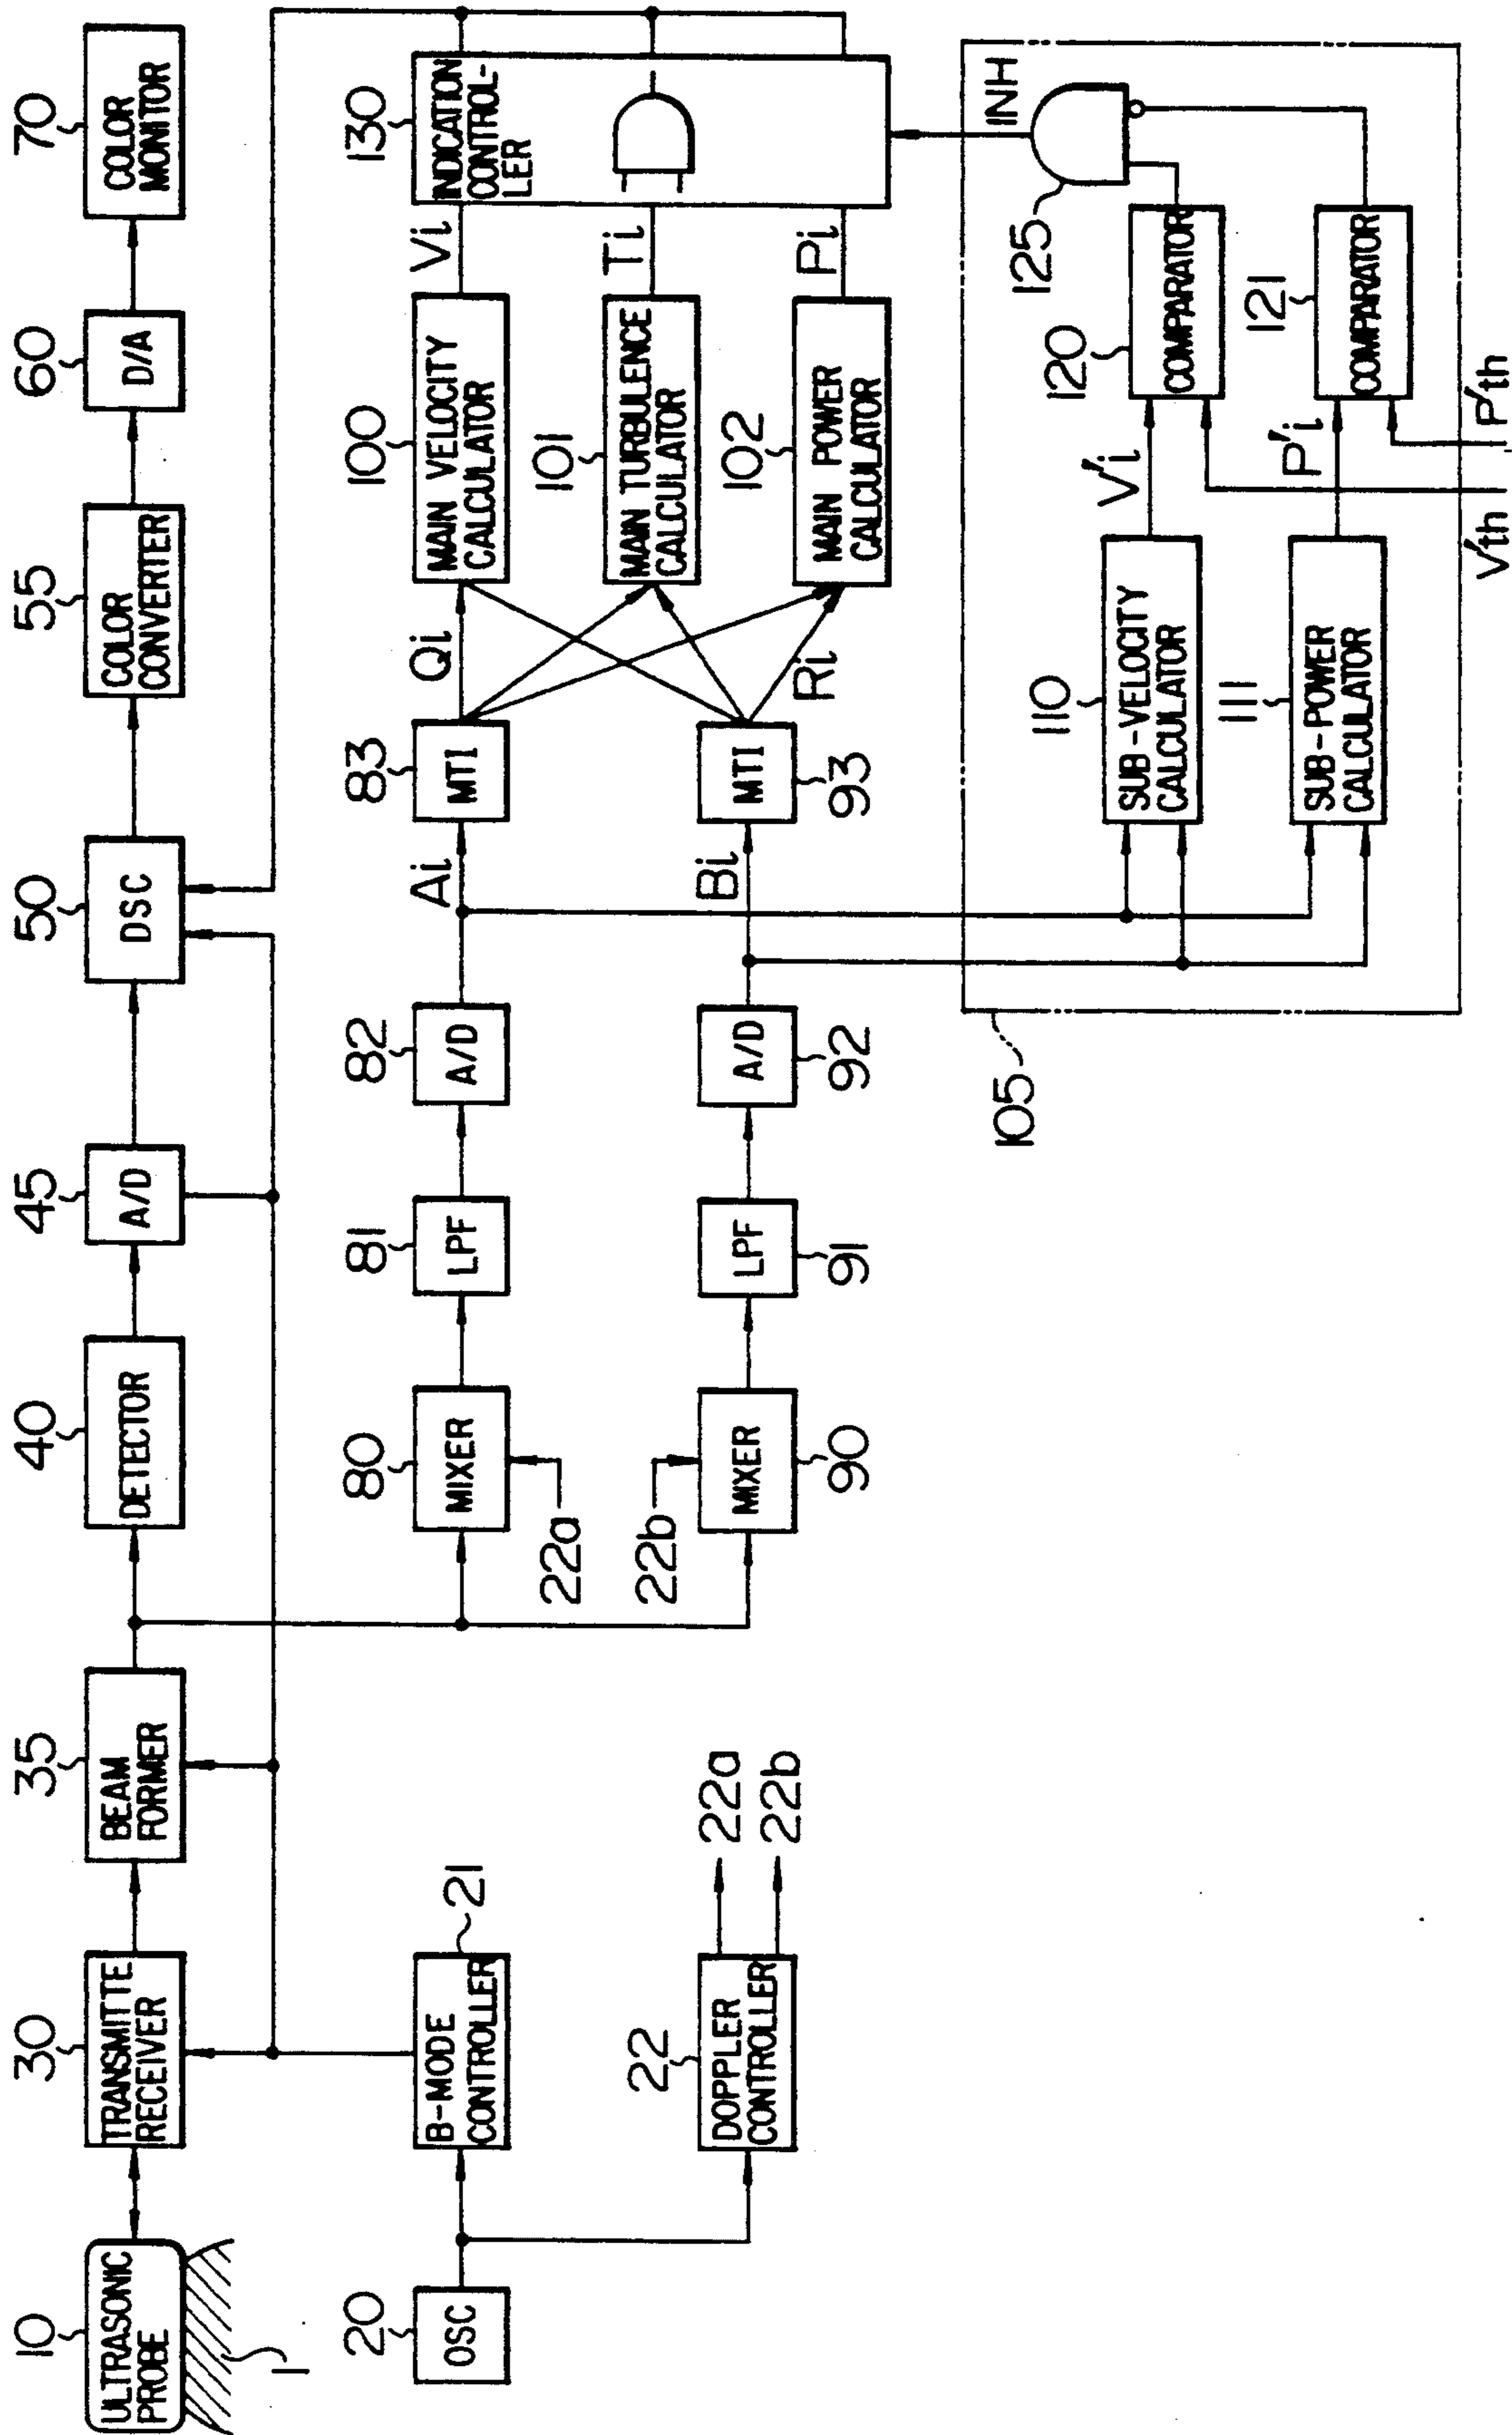 10
ULTRASONIC
PROBE
1
30
TRANSMITTE
RECEIVER
35
BEAM
FORMER
40
DETECTOR
45
A/D
50
DSC
55
COLOR
CONVERTER
60
D/A
70
COLOR
MONITOR
20
OSC
21
B-MODE
CONTROLLER
22
DOPPLER
CONTROLLER
22a
22b
80
MIXER
22a
81
LPF
82
A/D
Ai
83
MTI
Qi
100
MAIN VELOCITY
CALCULATOR
Vi
130
INDICATION
CONTROL-
LER
101
MAIN TURBULENCE
CALCULATOR
Ti
22b
MIXER
90
LPF
91
A/D
92
Bi
MTI
93
Ri
102
MAIN POWER
CALCULATOR
Pi
105
110
SUB-VELOCITY
CALCULATOR
V'i
120
COMPARATOR
125
INH
111
SUB-POWER
CALCULATOR
P'i
121
COMPARATOR
V'th
P'th